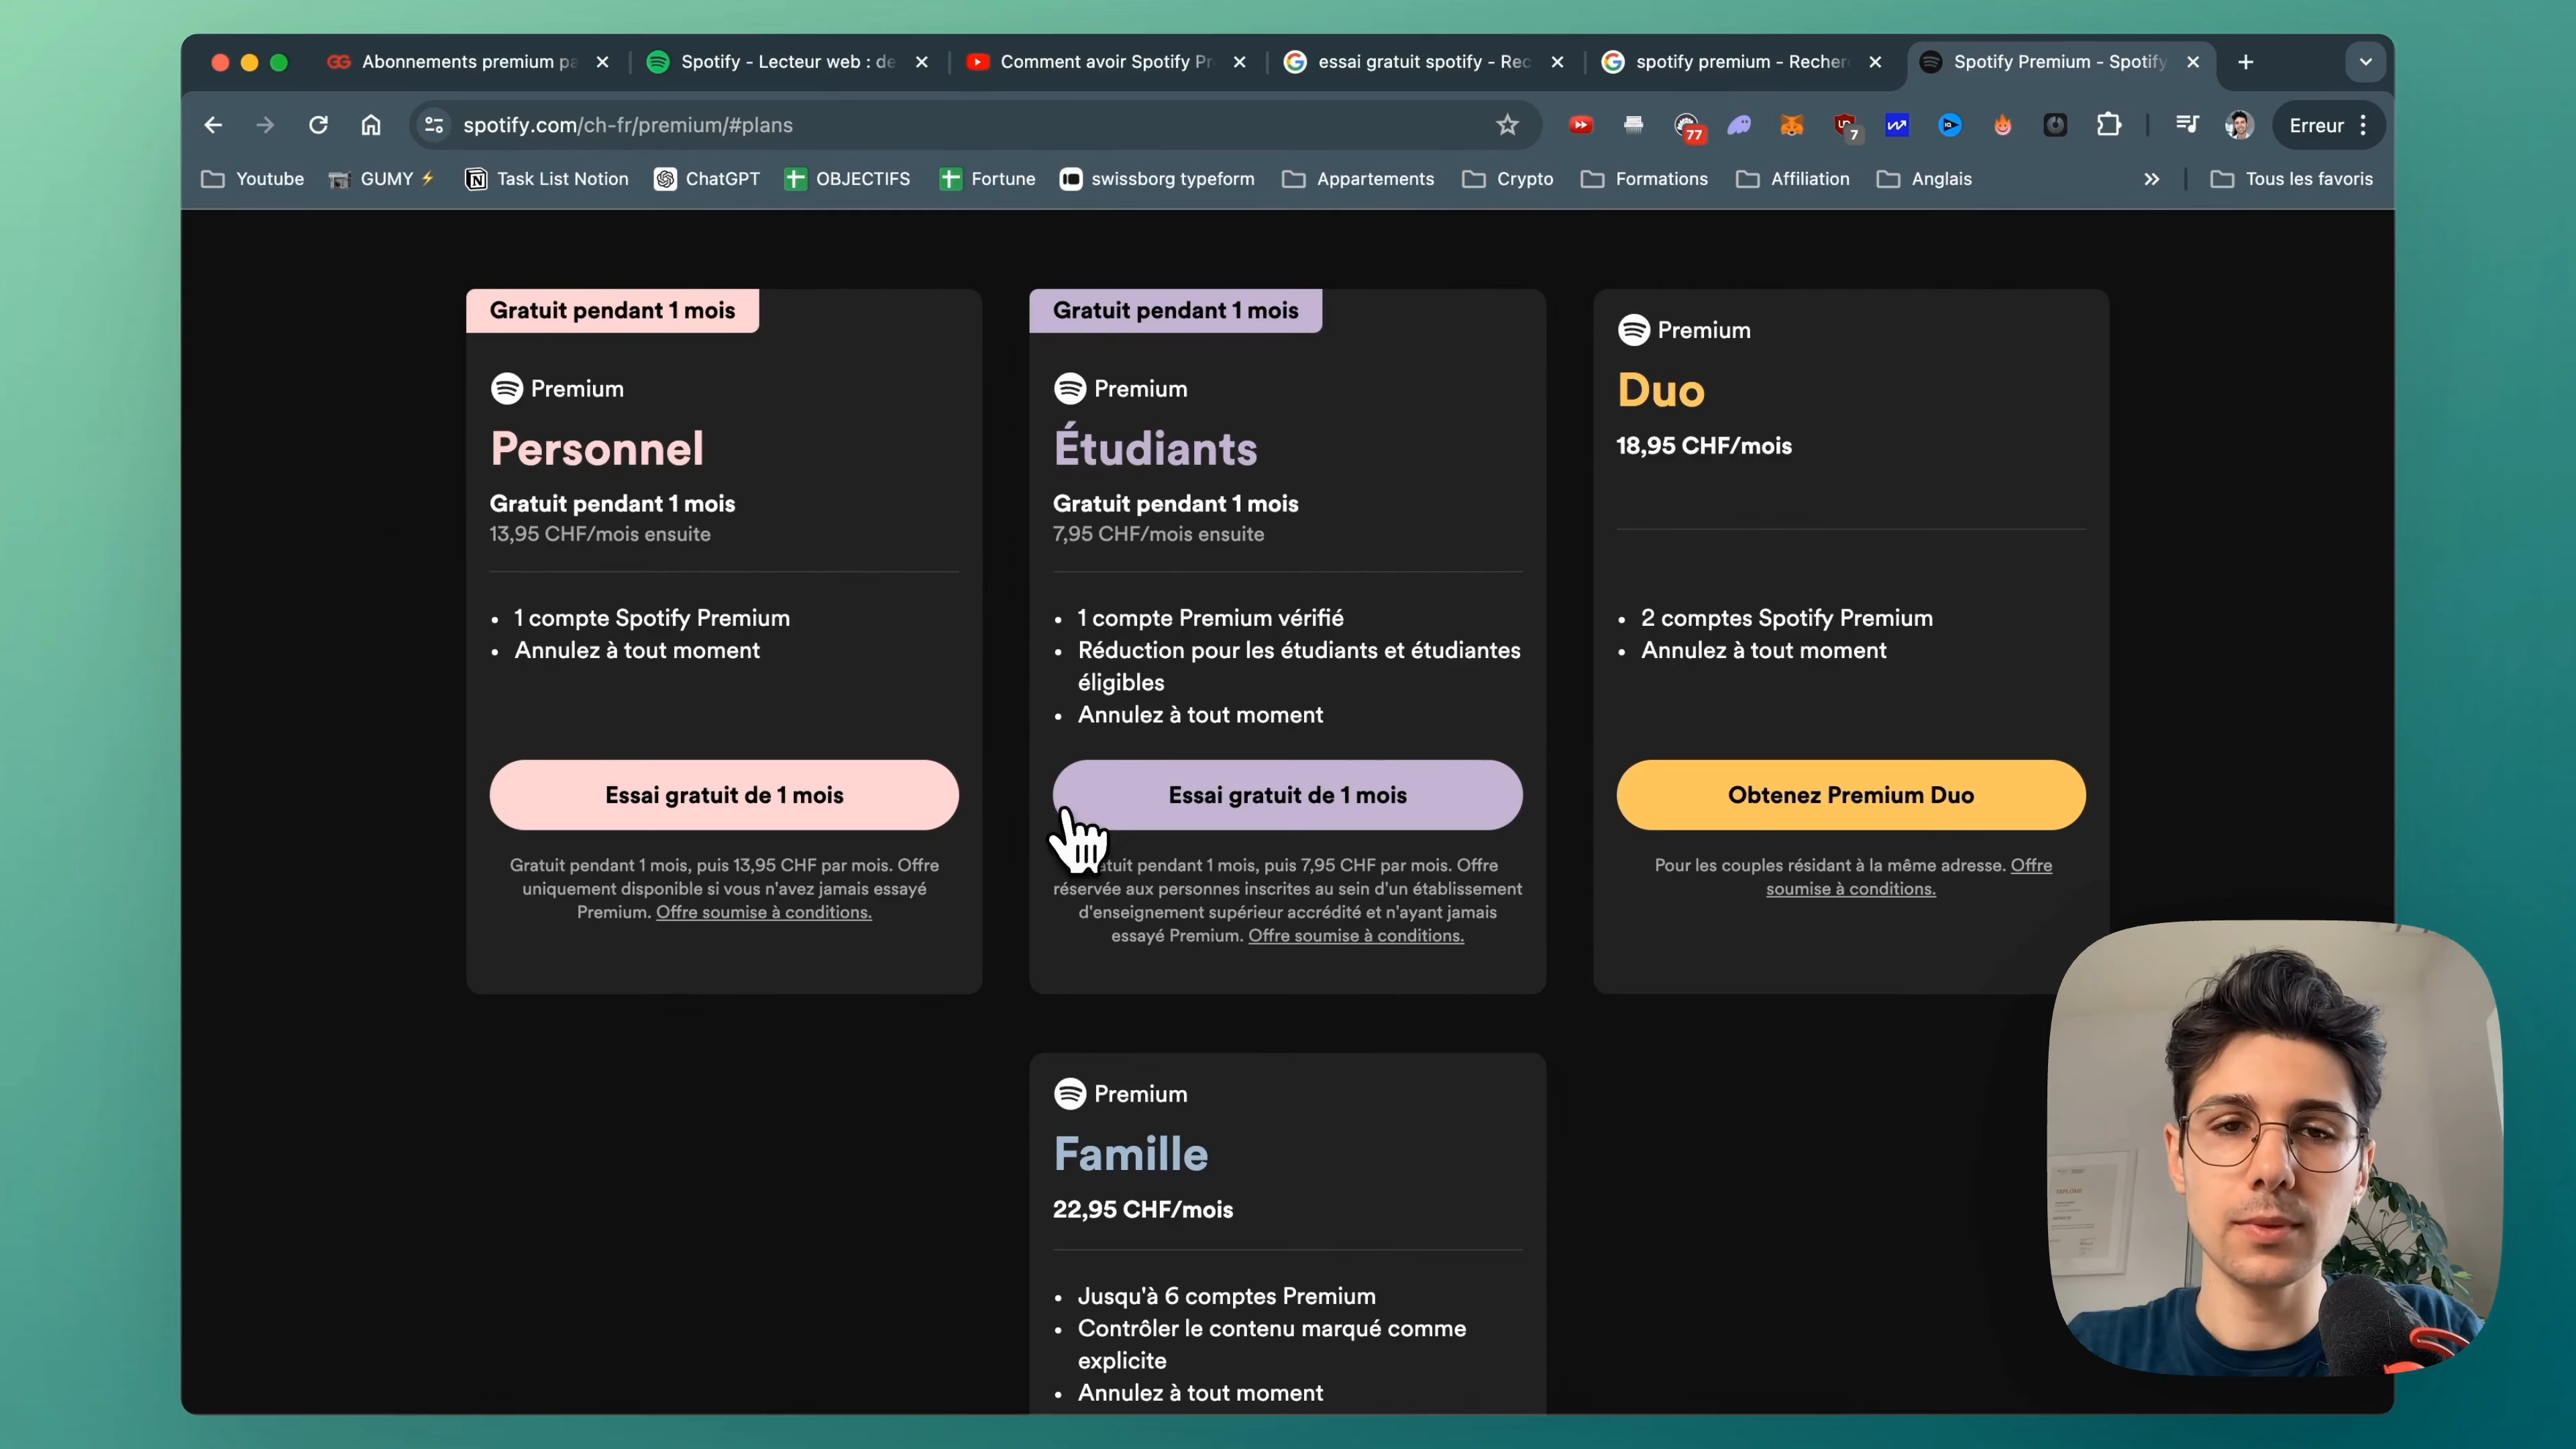 Abonnements premium pa
Spotify - Lecteur web : de
Comment avoir Spotify Pr
essai gratuit spotify - Rec
spotify premium - Recher
Spotify Premium - Spotify
spotify.com/ch-fr/premium/#plans
77
7
Erreur
Youtube
GUMY⚡
Task List Notion
ChatGPT
OBJECTIFS
Fortune
swissborg typeform
Appartements
Crypto
Formations
Affiliation
Anglais
Tous les favoris
Gratuit pendant 1 mois
Premium
Personnel
Gratuit pendant 1 mois
13,95 CHF/mois ensuite
• 1 compte Spotify Premium
• Annulez à tout moment
Essai gratuit de 1 mois
Gratuit pendant 1 mois, puis 13,95 CHF par mois. Offre
uniquement disponible si vous n'avez jamais essayé
Premium. Offre soumise à conditions.
Gratuit pendant 1 mois
Premium
Étudiants
Gratuit pendant 1 mois
7,95 CHF/mois ensuite
• 1 compte Premium vérifié
• Réduction pour les étudiants et étudiantes
éligibles
• Annulez à tout moment
Essai gratuit de 1 mois
pendant 1 mois, puis 7,95 CHF par mois. Offre
réservée aux personnes inscrites au sein d'un établissement
d'enseignement supérieur accrédité et n'ayant jamais
essayé Premium. Offre soumise à conditions.
Premium
Duo
18,95 CHF/mois
• 2 comptes Spotify Premium
• Annulez à tout moment
Obtenez Premium Duo
Pour les couples résidant à la même adresse. Offre
soumise à conditions.
Premium
Famille
22,95 CHF/mois
• Jusqu'à 6 comptes Premium
• Contrôler le contenu marqué comme
explicite
• Annulez à tout moment